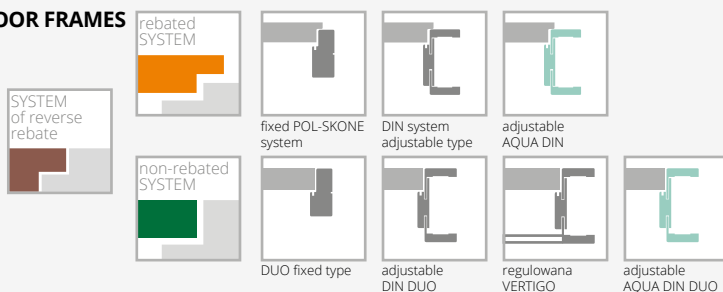 OOR FRAMES
rebated
SYSTEM
fixed POL-SKONE
system
DIN system
adjustable type
adjustable
AQUA DIN
SYSTEM
of reverse
rebate
non-rebated
SYSTEM
DUO fixed type
adjustable
DIN DUO
regulowana
VERTIGO
adjustable
AQUA DIN DUO